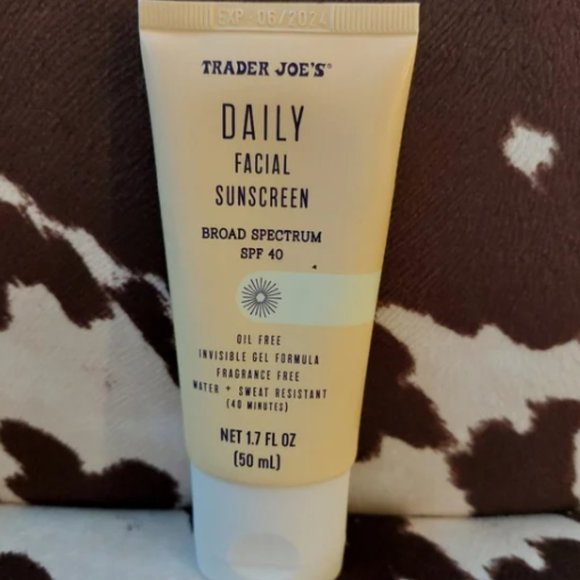 EXP 06/2024
TRADER JOE'S®
DAILY
FACIAL
SUNSCREEN
BROAD SPECTRUM
SPF 40
OIL FREE
INVISIBLE GEL FORMULA
FRAGRANCE FREE
WATER + SWEAT RESISTANT
(40 MINUTES)
NET 1.7 FL OZ
(50 mL)